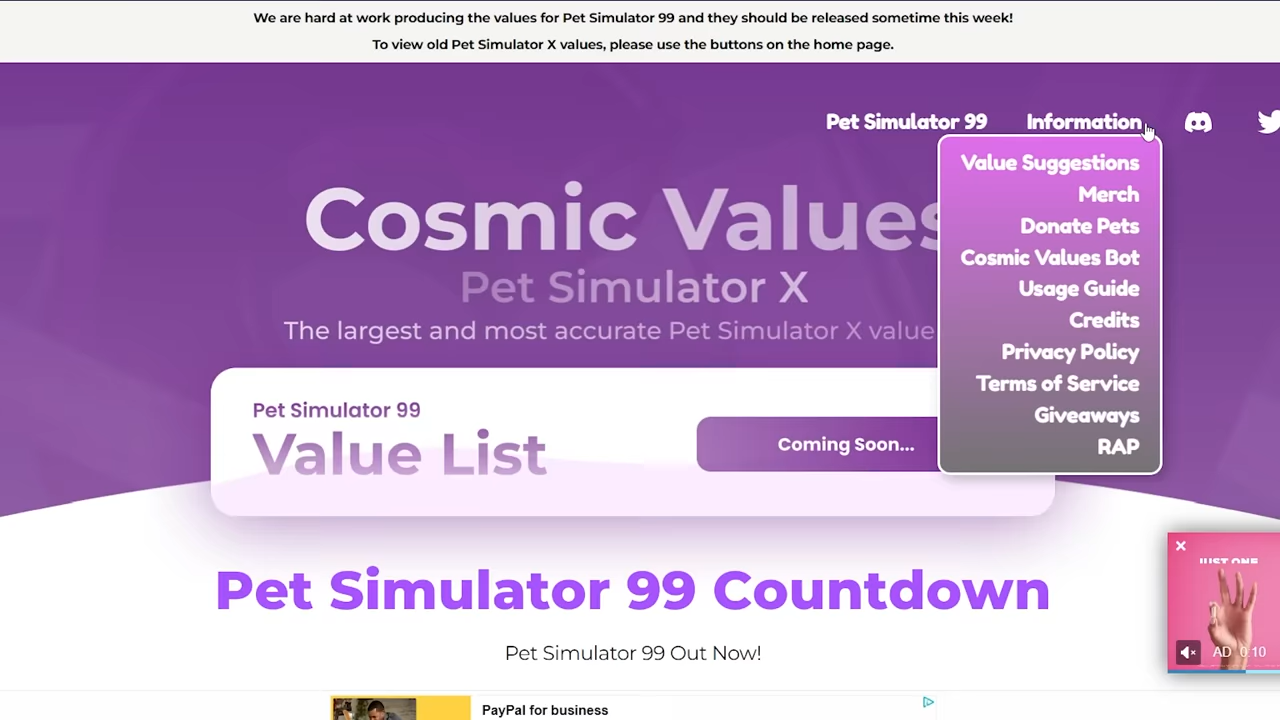 We are hard at work producing the values for Pet Simulator 99 and they should be released sometime this week!
To view old Pet Simulator X values, please use the buttons on the home page.
Pet Simulator 99
Information
Value Suggestions
Merch
Donate Pets
Cosmic Values Bot
Usage Guide
Credits
Privacy Policy
Terms of Service
Giveaways
RAP
Cosmic Values
Pet Simulator X
The largest and most accurate Pet Simulator X value
Pet Simulator 99
Value List
Coming Soon...
Pet Simulator 99 Countdown
Pet Simulator 99 Out Now!
JUST ONE
AD 0:10
PayPal for business